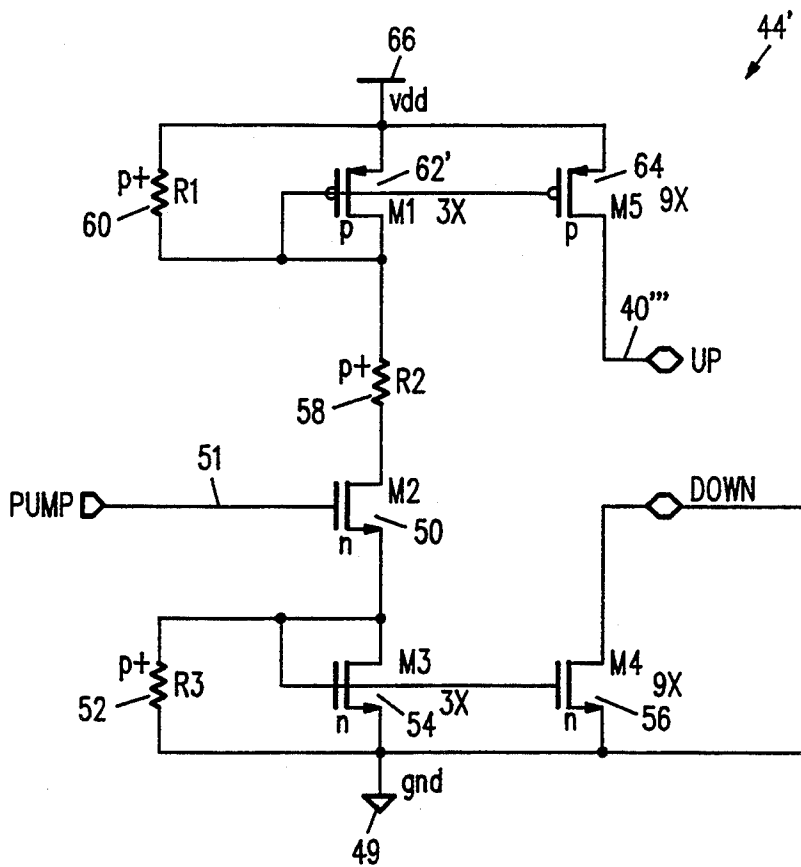 44'
66
vdd
p+ R1
60
62'
M1 3X
p
64
M5 9X
p
40'''
UP
p+ R2
58
51
PUMP
M2
50
n
DOWN
p+ R3
52
M3
3X
n
54
M4
9X
n
56
gnd
49